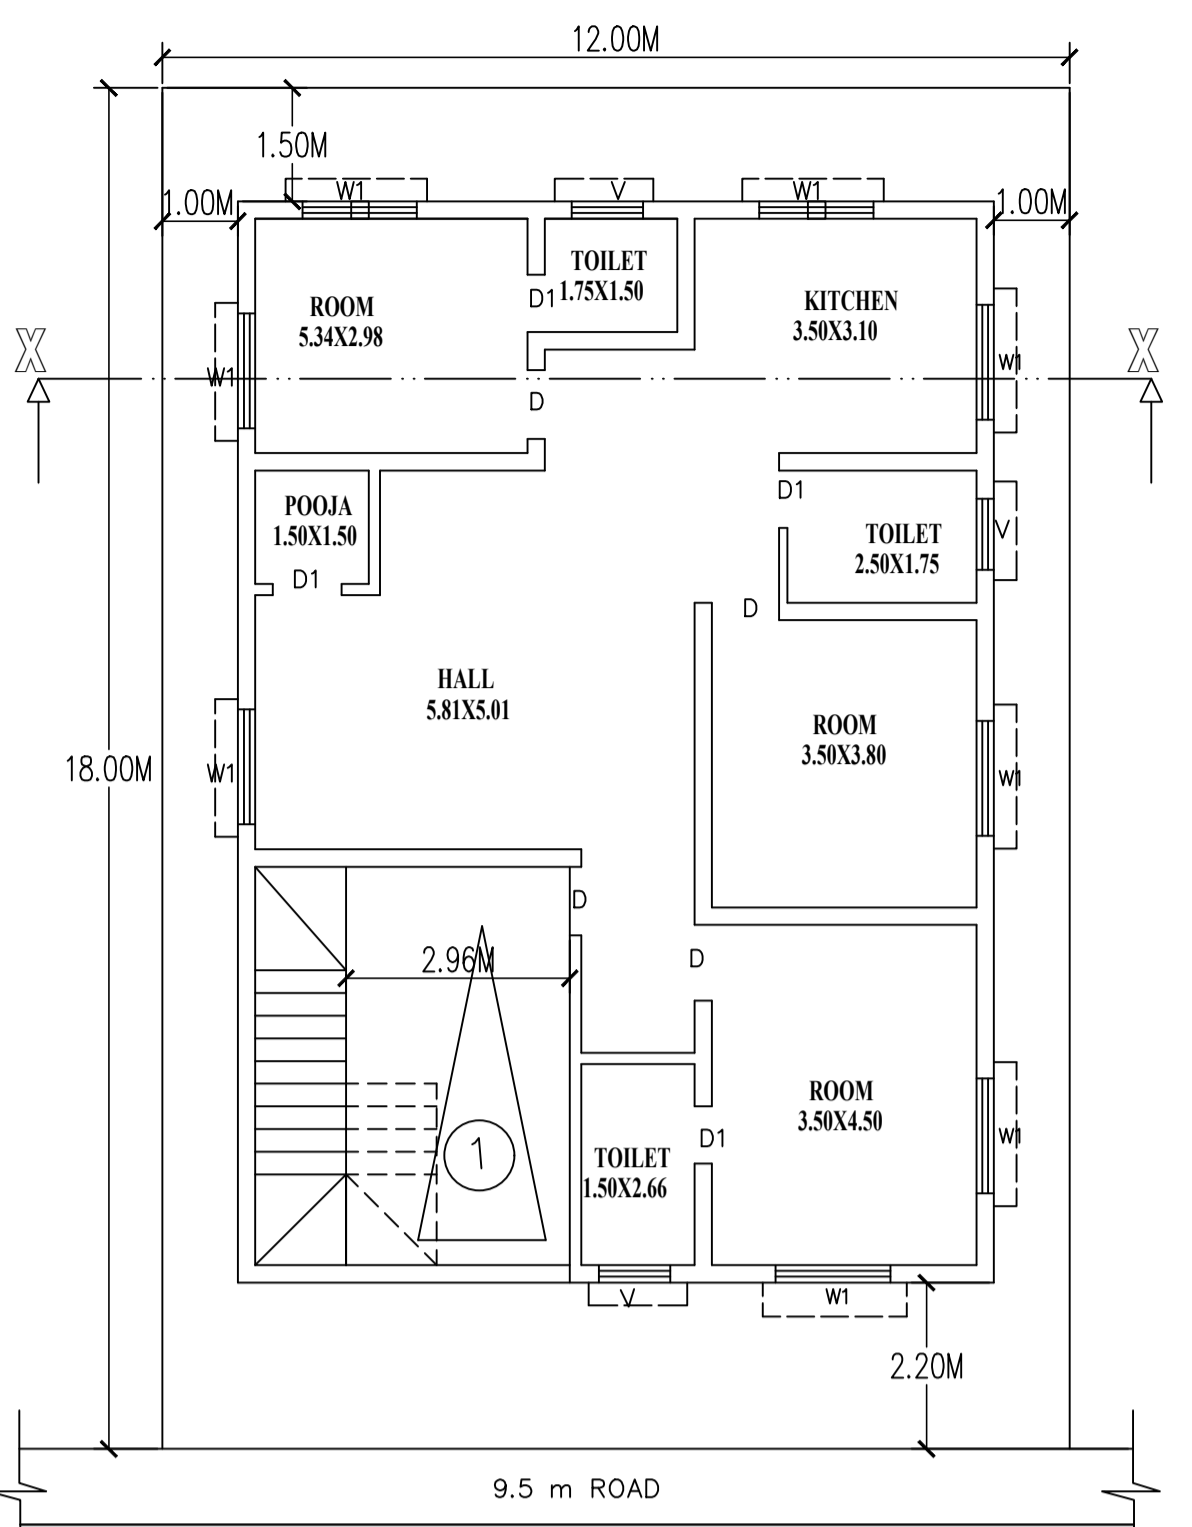 12.00M
1.50M
W1
V
W1
1.00M
1.00M
TOILET
1.75X1.50
D1
ROOM
5.34X2.98
KITCHEN
3.50X3.10
X
X
W1
W1
D
D1
POOJA
1.50X1.50
TOILET
2.50X1.75
V
D1
D
HALL
5.81X5.01
ROOM
3.50X3.80
18.00M
W1
W1
D
2.96M
D
ROOM
3.50X4.50
1
D1
W1
TOILET
1.50X2.66
V
W1
2.20M
9.5 m ROAD